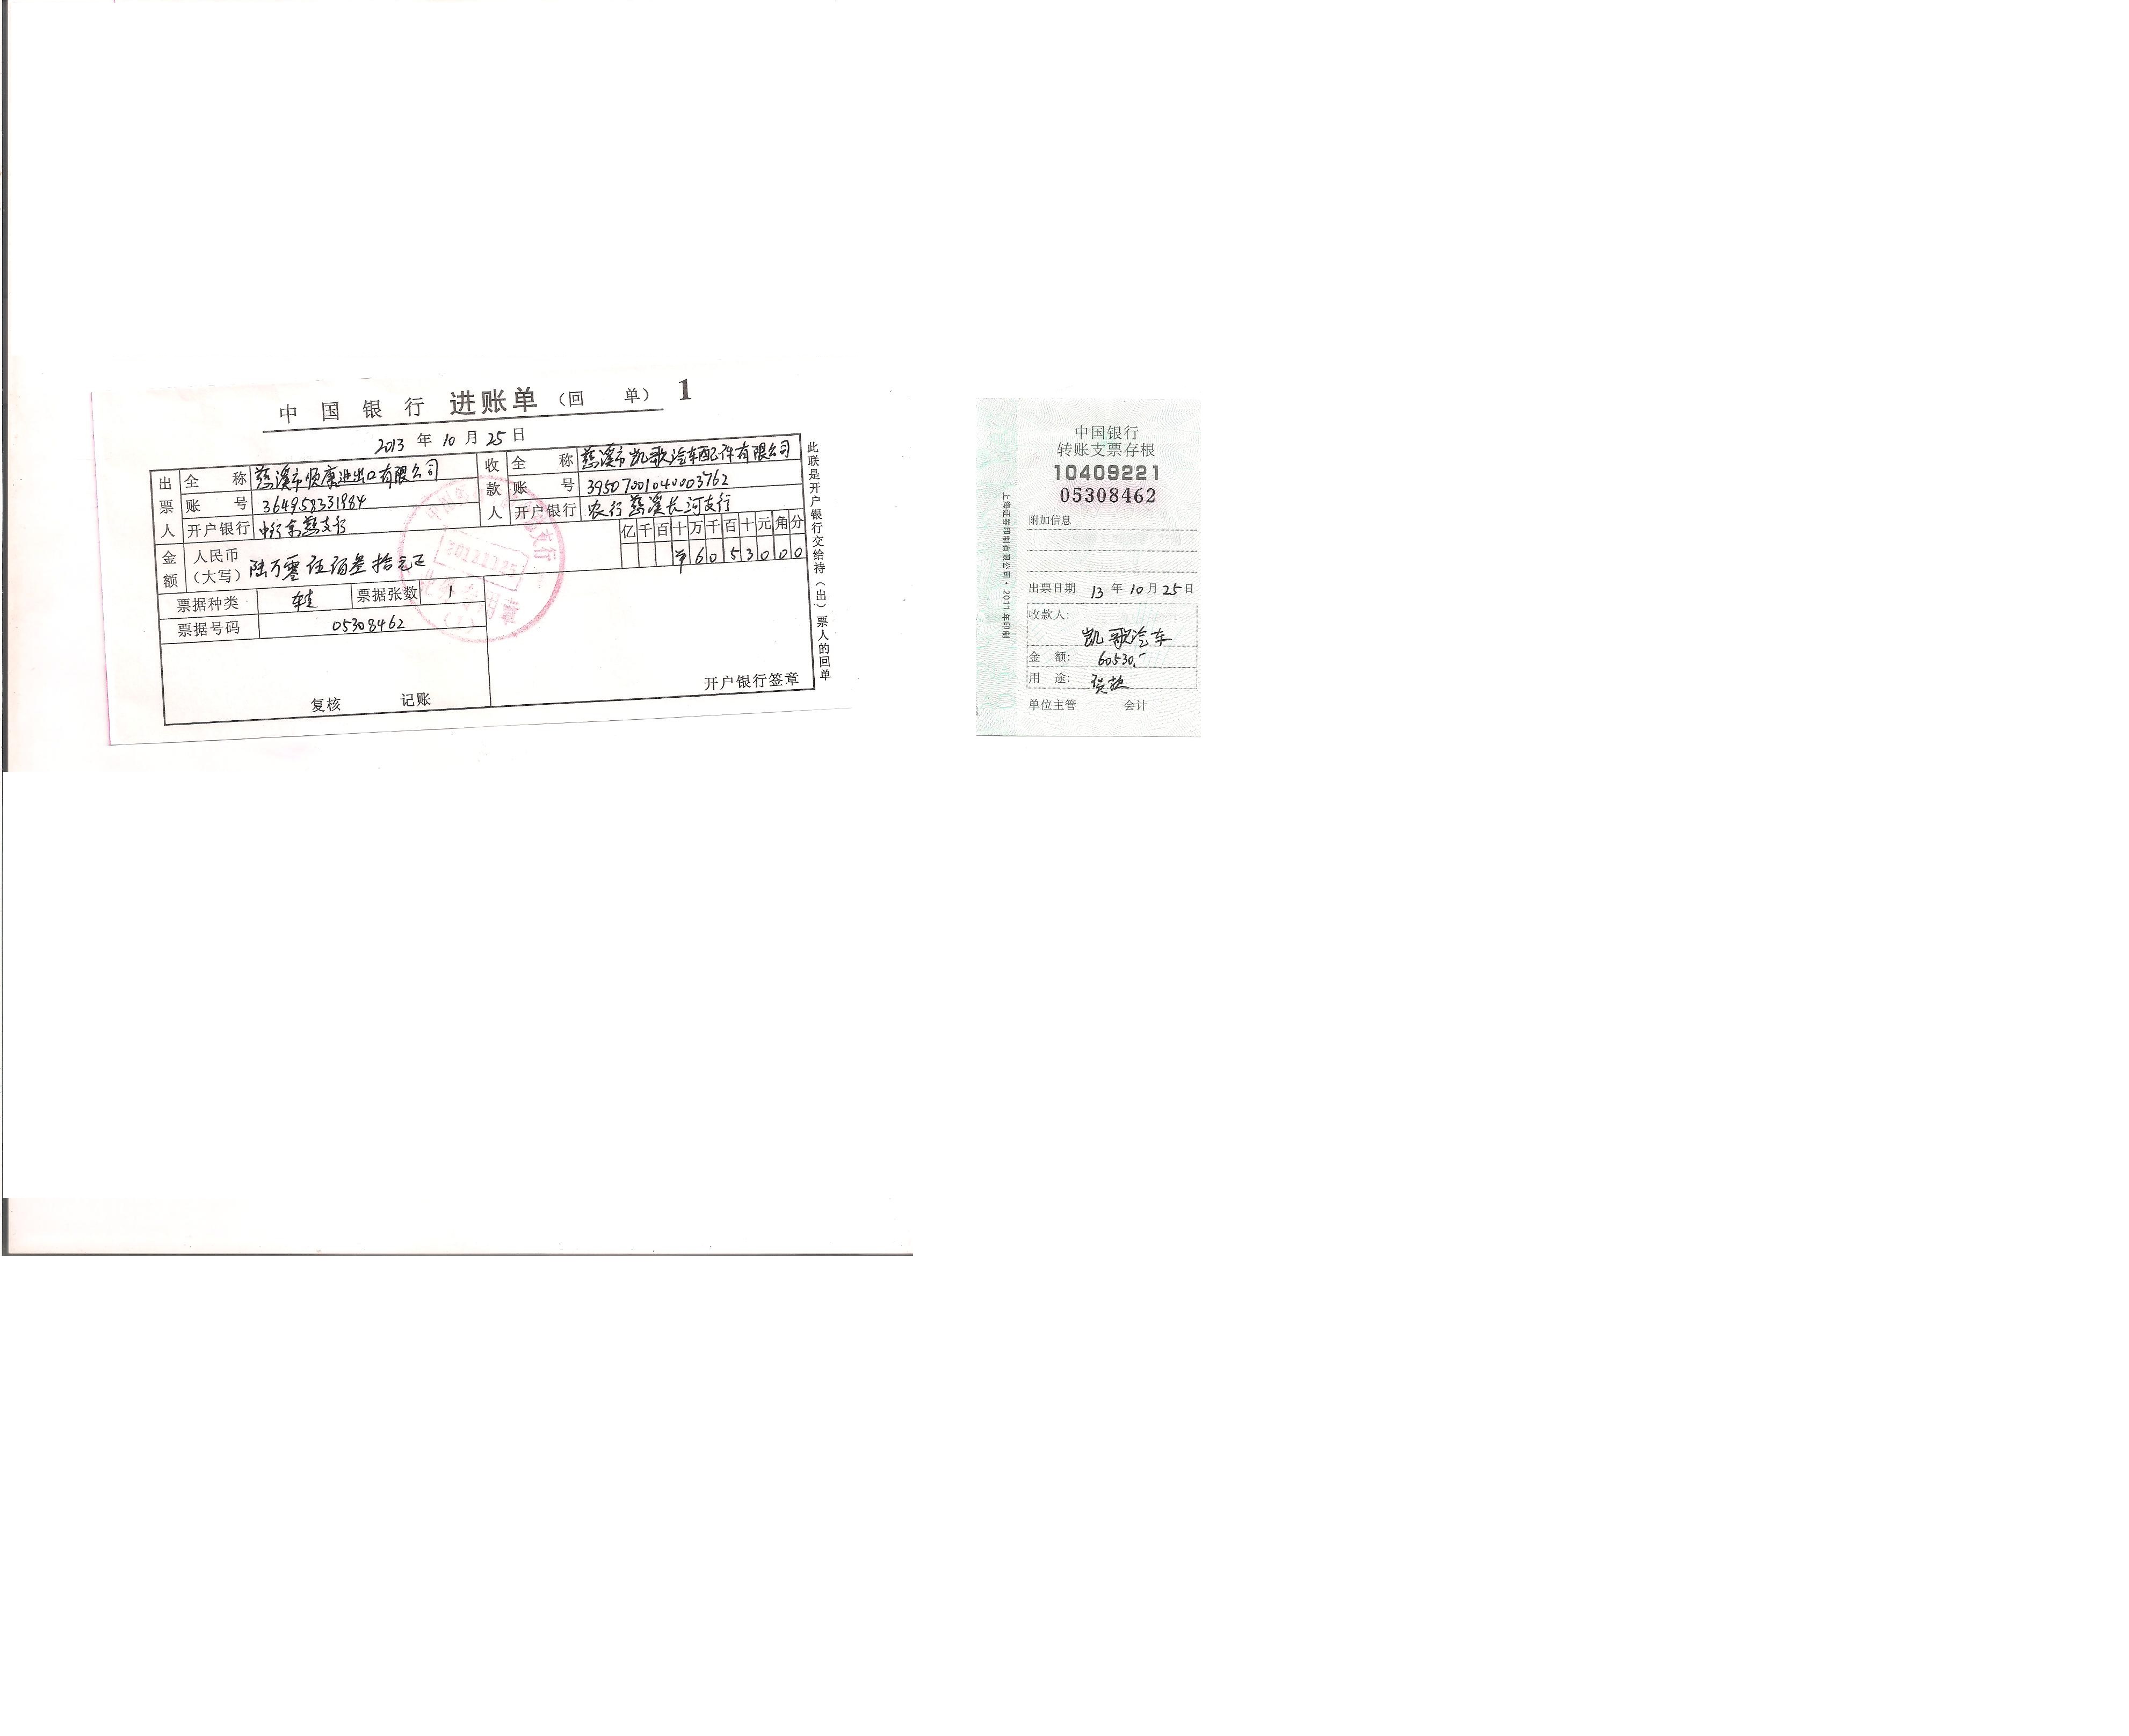 中国银行 进账单（回 单） 1
2013 年 10 月 25 日
出票人 全称 慈溪市顺康进出口有限公司 收款人 全称 慈溪市凯歌汽车配件有限公司
账号 364958331984 账号 39507001040003762
开户银行 中行东慈支行 开户银行 农行慈溪长河支行
金额 人民币（大写） 陆万零伍佰叁拾元正 亿千百十万千百十元角分
¥6053000
票据种类 转支 票据张数 1
票据号码 05308462
复核 记账 开户银行签章
此联是开户银行交给持（出）票人的回单
支行
中国银行
转账支票存根
10409221
05308462
附加信息
出票日期 13 年 10 月 25 日
收款人:
凯歌汽车
金 额: 60530.-
用 途: 货款
单位主管 会计
上海证券印制有限公司·2011年印制